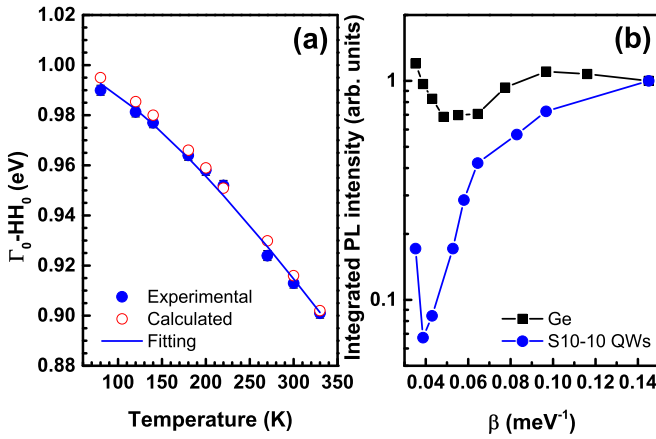 1.02
1.00
0.98
0.96
0.94
0.92
0.90
0.88
Γ₀-HH₀ (eV)
(a)
Experimental
Calculated
Fitting
100 150 200 250 300 350
Temperature (K)
Integrated PL intensity (arb. units)
1
0.1
(b)
Ge
S10-10 QWs
0.04 0.06 0.08 0.10 0.12 0.14
β (meV⁻¹)